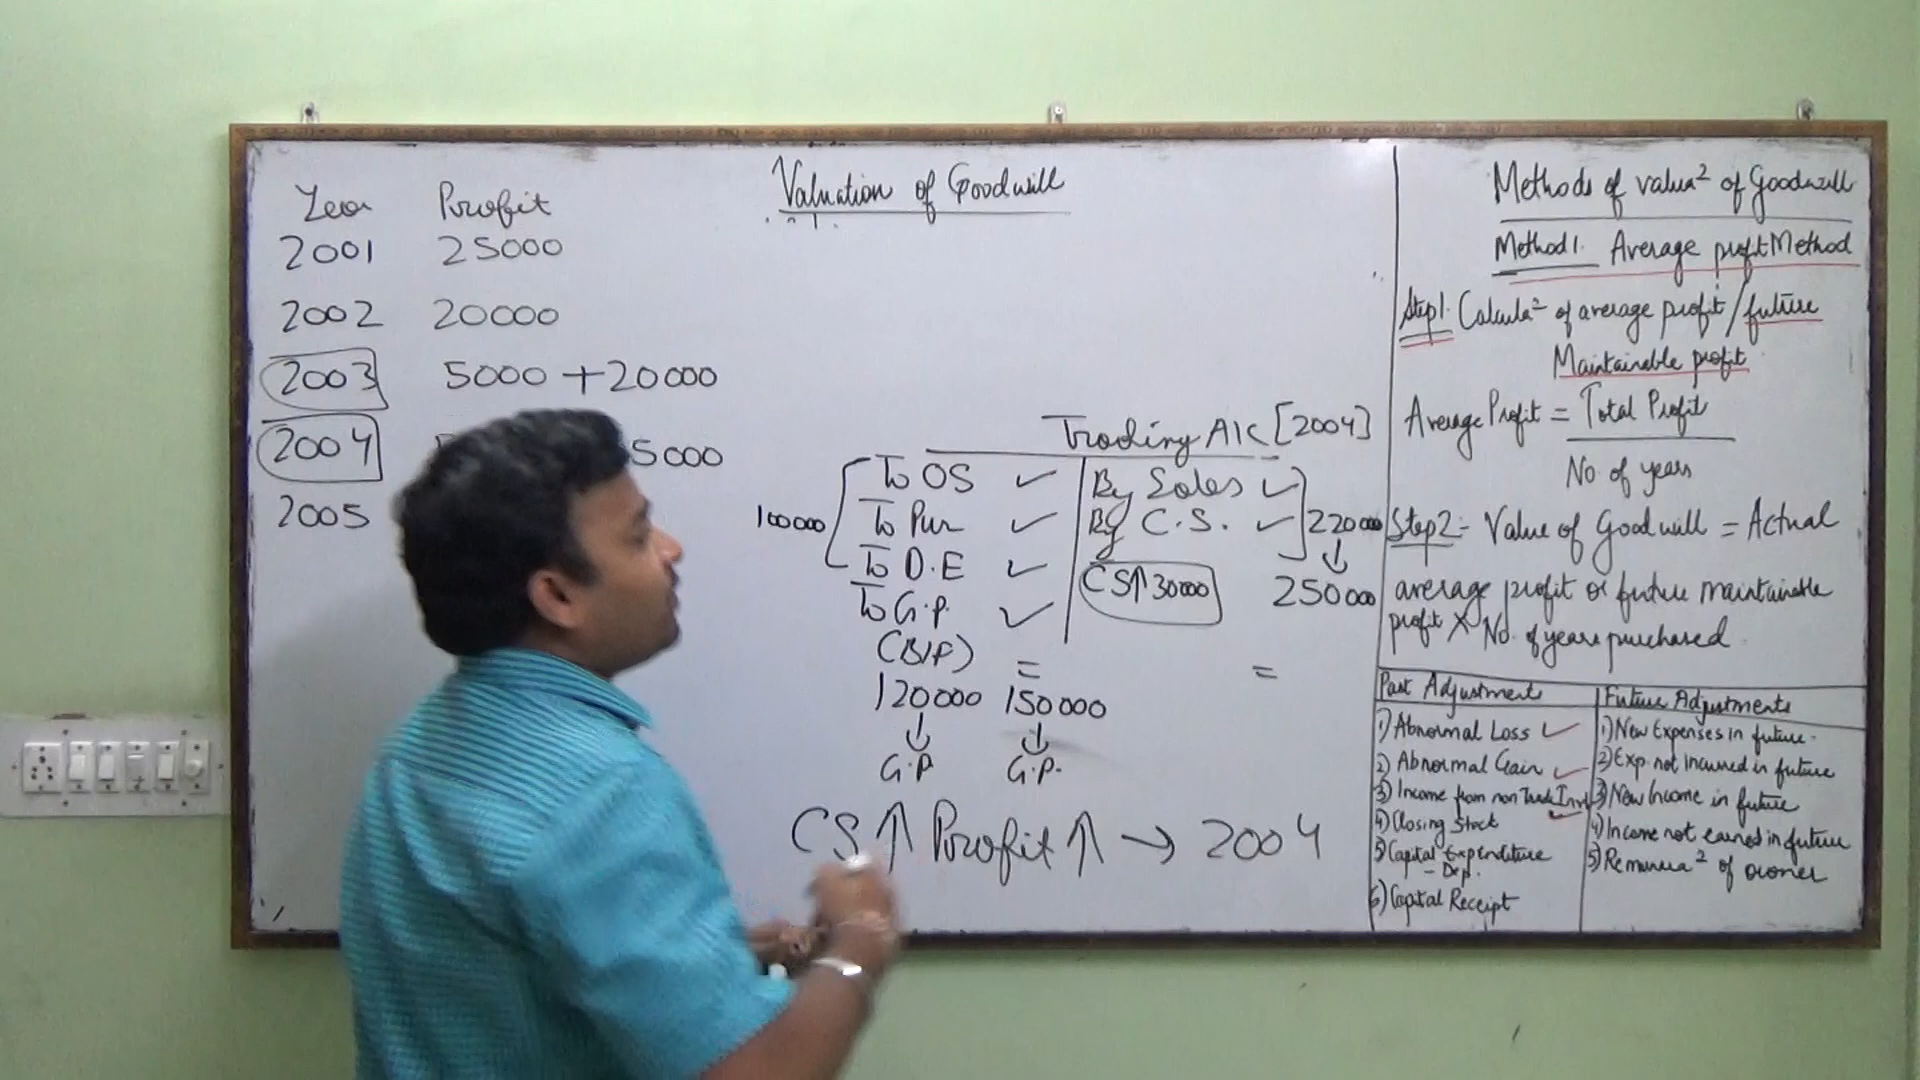 Valuation of Goodwill
Year Profit
2001 25000
2002 20000
2003 5000 + 20000
2004 5000
2005
Trading A/C [2004]
To OS ✓ By Sales ✓
To Pur ✓ By C.S. ✓
To D.E ✓ CS↑30000
To G.P. ✓
(B/F)
100000
220000
↓
250000
= =
120000 150000
↓ ↓
G.P. G.P.
CS↑ Profit↑ → 2004
Methods of valua² of Goodwill
Method 1. Average profit Method
Step1. Calcula² of average profit / future
Maintainable profit
Average Profit = Total Profit
No. of years
Step2- Value of Goodwill = Actual
average profit or future maintainable
profit X No. of years purchased.
Past Adjustment
1) Abnormal Loss ✓
2) Abnormal Gain ✓
3) Income from non Trade Inv ✓
4) Closing Stock
5) Capital Expenditure
- Dep.
6) Capital Receipt
Future Adjustments
1) New Expenses in future.
2) Exp. not incurred in future
3) New Income in future
4) Income not earned in future
5) Remunera² of owner